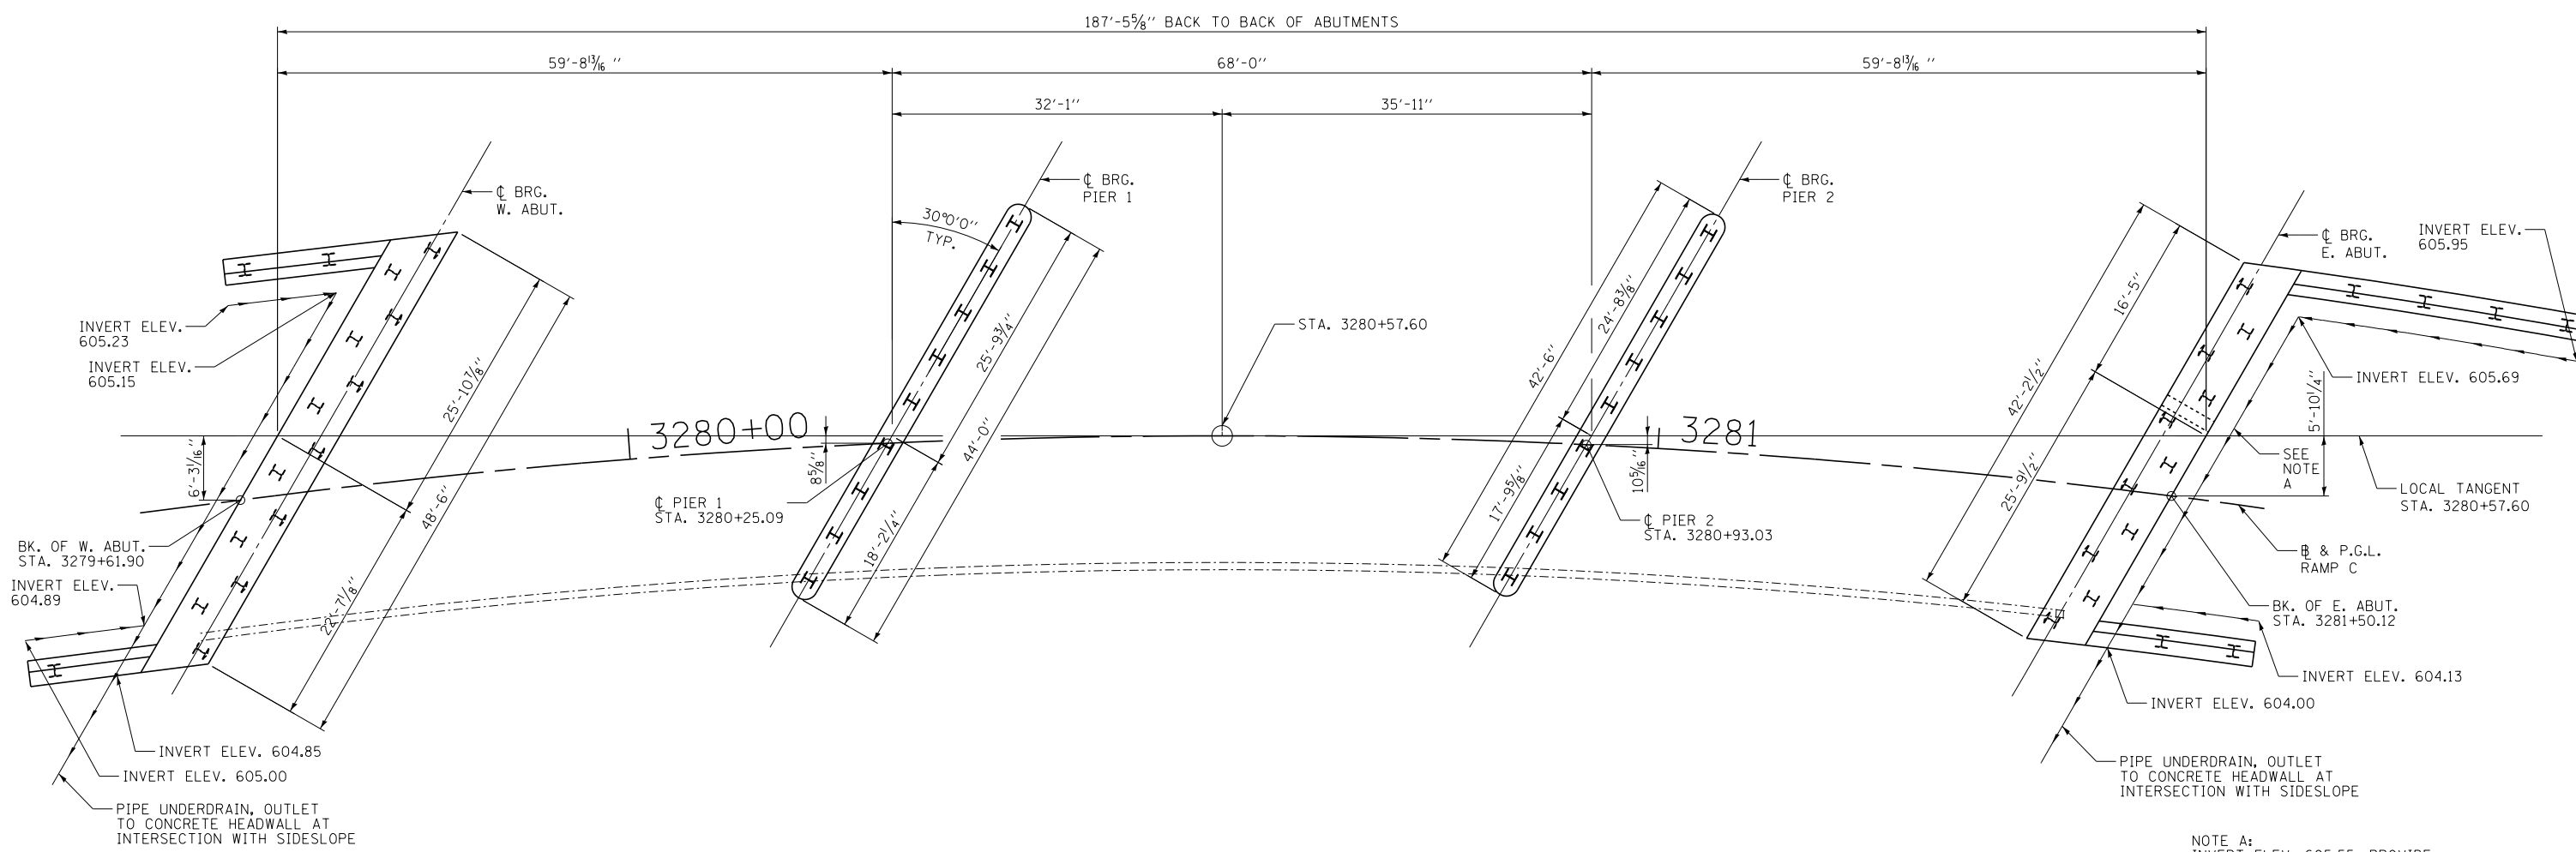 187'-5⅝" BACK TO BACK OF ABUTMENTS
59'-8 13/16 "
68'-0"
59'-8 13/16 "
32'-1"
35'-11"
℄ BRG.
W. ABUT.
℄ BRG.
PIER 1
℄ BRG.
PIER 2
℄ BRG.
E. ABUT.
INVERT ELEV.
605.95
30°0'0"
TYP.
INVERT ELEV.
605.23
INVERT ELEV.
605.15
25'-10⅞"
48'-6"
22'-7⅛"
25'-9¾"
44'-0"
18'-2¼"
STA. 3280+57.60
24'-8⅜"
42'-6"
17'-9⅝"
16'-5"
42'-2½"
25'-9½"
INVERT ELEV. 605.69
5'-10¼"
3280+00
3281
6'-3 1/16"
8⅝"
10 5/16"
SEE
NOTE
A
LOCAL TANGENT
STA. 3280+57.60
℄ PIER 1
STA. 3280+25.09
℄ PIER 2
STA. 3280+93.03
BK. OF W. ABUT.
STA. 3279+61.90
INVERT ELEV.
604.89
& P.G.L.
RAMP C
BK. OF E. ABUT.
STA. 3281+50.12
INVERT ELEV. 604.13
INVERT ELEV. 604.00
INVERT ELEV. 604.85
INVERT ELEV. 605.00
PIPE UNDERDRAIN, OUTLET
TO CONCRETE HEADWALL AT
INTERSECTION WITH SIDESLOPE
PIPE UNDERDRAIN, OUTLET
TO CONCRETE HEADWALL AT
INTERSECTION WITH SIDESLOPE
NOTE A: